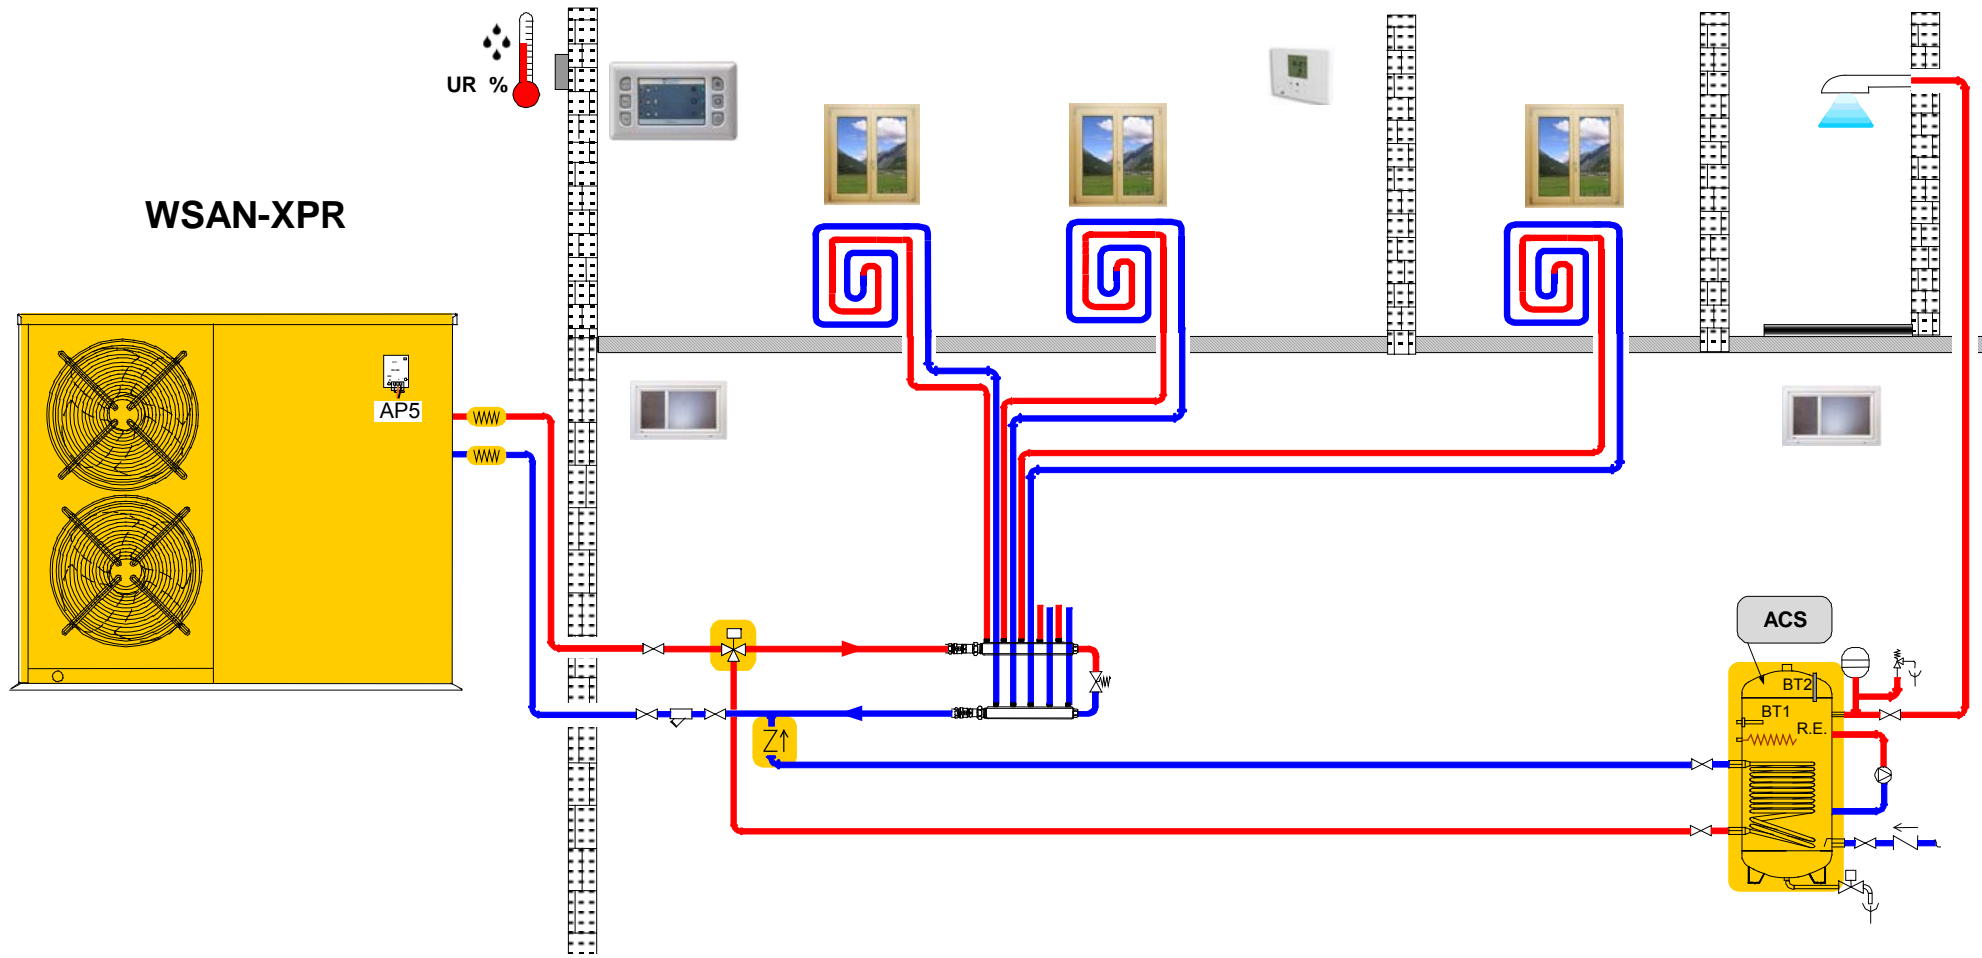 UR %
WSAN-XPR
AP5
ACS
BT2
BT1
R.E.